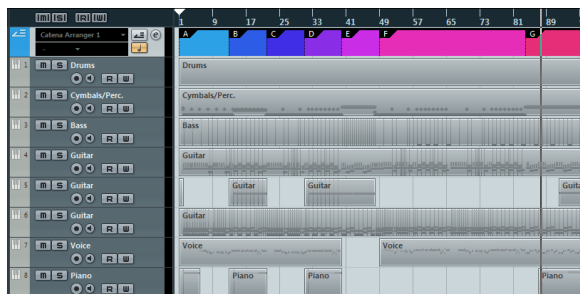 m s R W
1 9 17 25 33 41 49 57 65 73 81 89
Catena Arranger 1 e
A B C D E F G
-
1 m S Drums Drums
R W
2 m S Cymbals/Perc. Cymbals/Perc.
R W
3 m S Bass Bass
R W
4 m S Guitar Guitar
R W
5 m S Guitar Guitar Guitar Guita
R W
6 m S Guitar Guitar
R W
7 m S Voice Voice Voice
R W
8 m S Piano Piano Piano Piano
R W